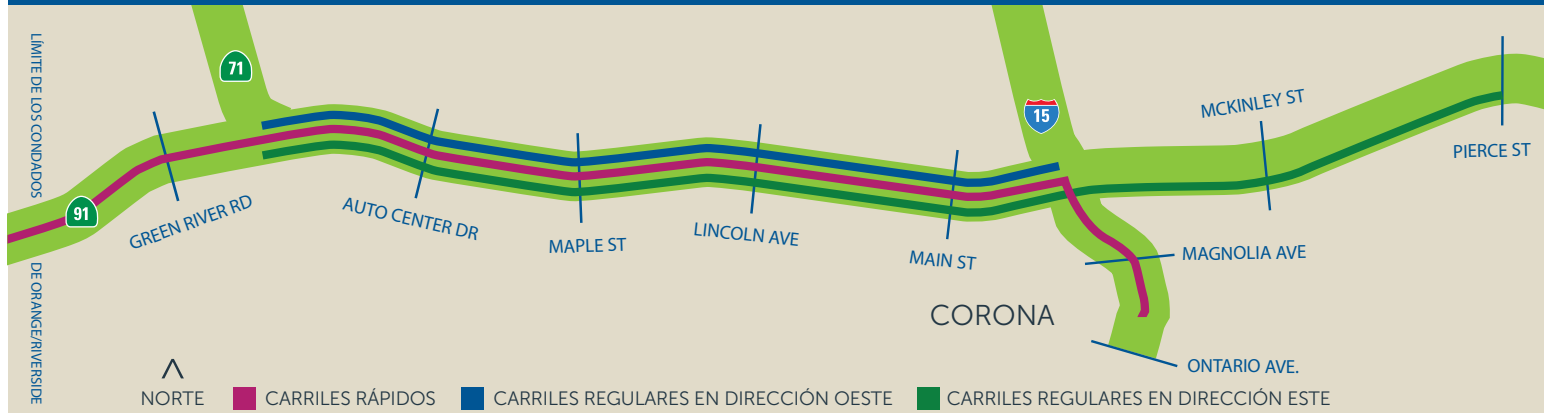 LÍMITE DE LOS CONDADOS DE ORANGE/RIVERSIDE
71
91
15
GREEN RIVER RD
AUTO CENTER DR
MAPLE ST
LINCOLN AVE
MAIN ST
MCKINLEY ST
PIERCE ST
MAGNOLIA AVE
CORONA
ONTARIO AVE.
NORTE
CARRILES RÁPIDOS
CARRILES REGULARES EN DIRECCIÓN OESTE
CARRILES REGULARES EN DIRECCIÓN ESTE